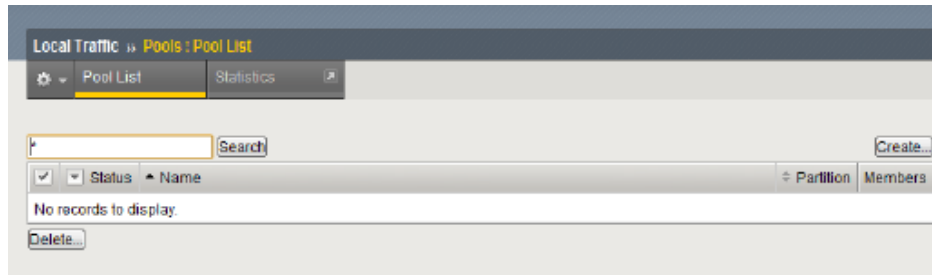 Local Traffic » Pools : Pool List
Pool List Statistics
* Search Create...
Status Name Partition Members
No records to display.
Delete...